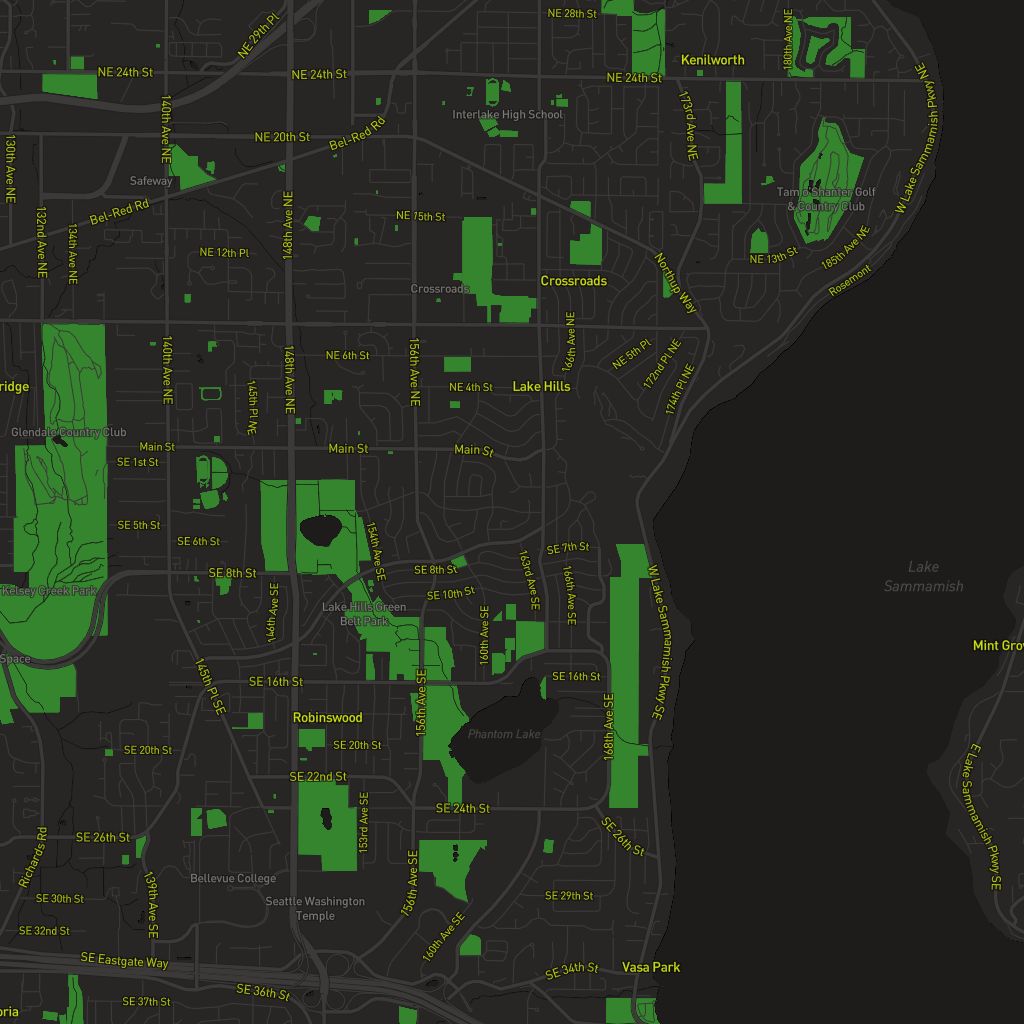 NE 28th St
180th Ave NE
NE 29th Pl
Kenilworth
NE 24th St
NE 24th St
NE 24th St
W Lake Sammamish Pkwy NE
140th Ave NE
173rd Ave NE
Interlake High School
Bel-Red Rd
NE 20th St
130th Ave NE
Safeway
Tam o Shanter Golf
& Country Club
148th Ave NE
132nd Ave NE
134th Ave NE
Bel-Red Rd
NE 75th St
NE 12th Pl
NE 13th St
185th Ave NE
Rosemont
Northup Way
Crossroads
Crossroads
140th Ave NE
148th Ave NE
156th Ave NE
166th Ave NE
NE 6th St
NE 5th Pl
172nd Pl NE
174th Pl NE
ridge
145th Pl NE
NE 4th St
Lake Hills
Glendale Country Club
Main St
Main St
Main St
SE 1st St
SE 5th St
SE 6th St
154th Ave SE
SE 7th St
SE 8th St
SE 8th St
163rd Ave SE
166th Ave SE
W Lake Sammamish Pkwy SE
Lake
Sammamish
Kelsey Creek Park
SE 10th St
146th Ave SE
Lake Hills Green
Belt Park
160th Ave SE
Mint Grov
Space
145th Pl SE
SE 16th St
SE 16th St
156th Ave SE
168th Ave SE
Robinswood
Phantom Lake
SE 20th St
SE 20th St
SE 22nd St
E Lake Sammamish Pkwy SE
153rd Ave SE
SE 24th St
SE 26th St
SE 26th St
Richards Rd
139th Ave SE
Bellevue College
156th Ave SE
SE 30th St
SE 29th St
Seattle Washington
Temple
160th Ave SE
SE 32nd St
SE Eastgate Way
SE 34th St
Vasa Park
SE 36th St
SE 37th St
oria